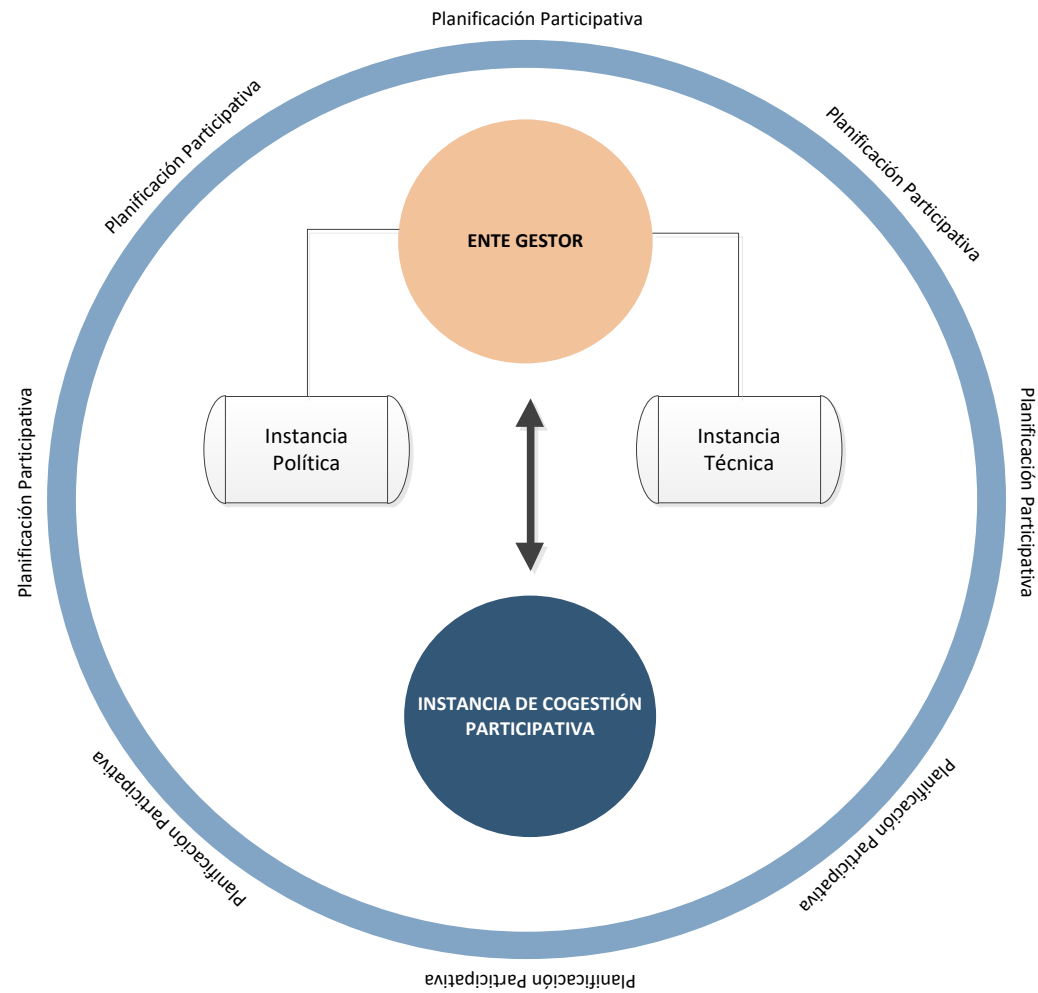 Planificación Participativa
Planificación Participativa
Planificación Participativa
ENTE GESTOR
Planificación Participativa
Planificación Participativa
Instancia
Política
Instancia
Técnica
INSTANCIA DE COGESTIÓN
PARTICIPATIVA
Planificación Participativa
Planificación Participativa
Planificación Participativa